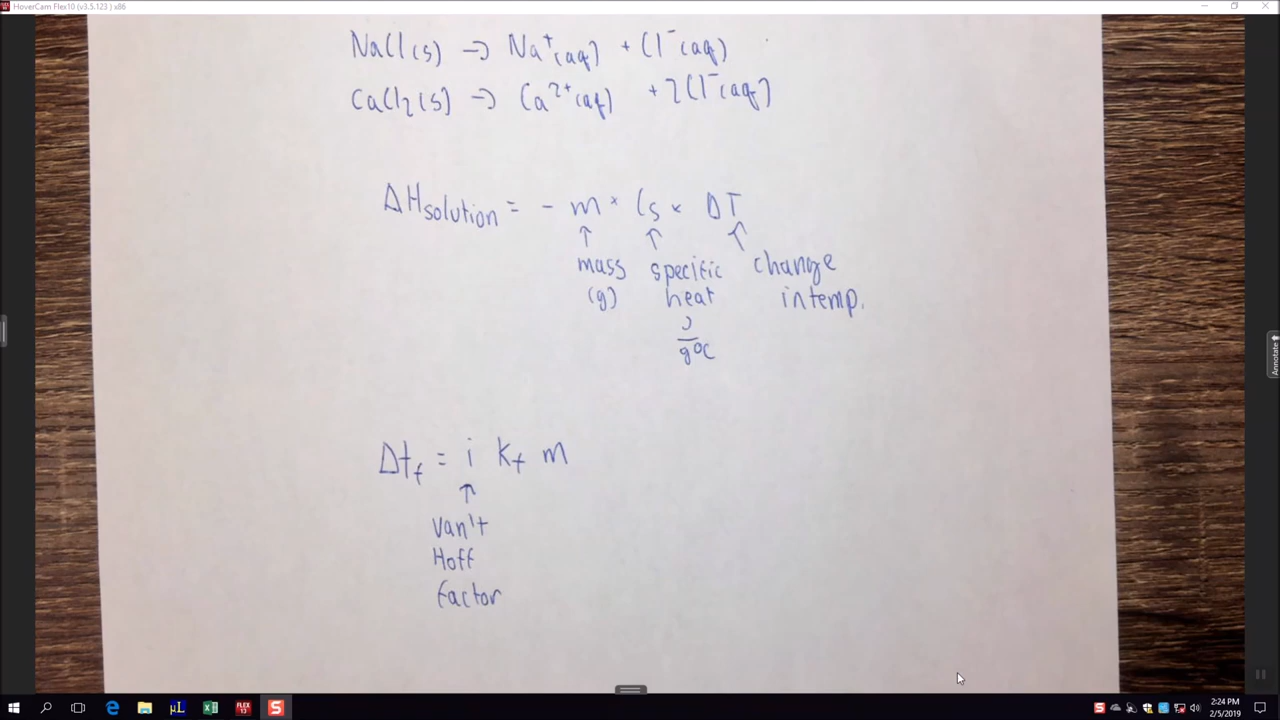 HoverCam Flex10 (v3.5.123 ) x86
NaCl(s) → Na⁺(aq) + Cl⁻(aq)
CaCl₂(s) → Ca²⁺(aq) + 2Cl⁻(aq)
ΔHsolution = - m × Cs × ΔT
↑ ↑ ↑
mass specific change
(g) heat in temp.
J
g°C
Annotate
Δtf = i kf m
↑
Van't
Hoff
factor
2:24 PM
2/5/2019